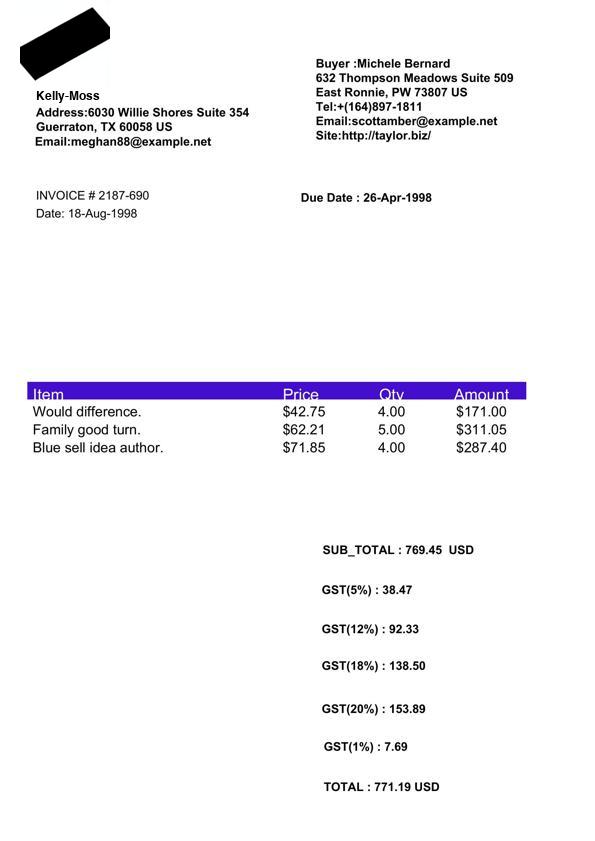 Kelly-Moss
Address:6030 Willie Shores Suite 354
Guerraton, TX 60058 US
Email:meghan88@example.net
Buyer :Michele Bernard
632 Thompson Meadows Suite 509
East Ronnie, PW 73807 US
Tel:+(164)897-1811
Email:scottamber@example.net
Site:http://taylor.biz/
INVOICE # 2187-690
Date: 18-Aug-1998
Due Date : 26-Apr-1998
Item Price Qty Amount
Would difference. $42.75 4.00 $171.00
Family good turn. $62.21 5.00 $311.05
Blue sell idea author. $71.85 4.00 $287.40
SUB_TOTAL : 769.45 USD
GST(5%) : 38.47
GST(12%) : 92.33
GST(18%) : 138.50
GST(20%) : 153.89
GST(1%) : 7.69
TOTAL : 771.19 USD